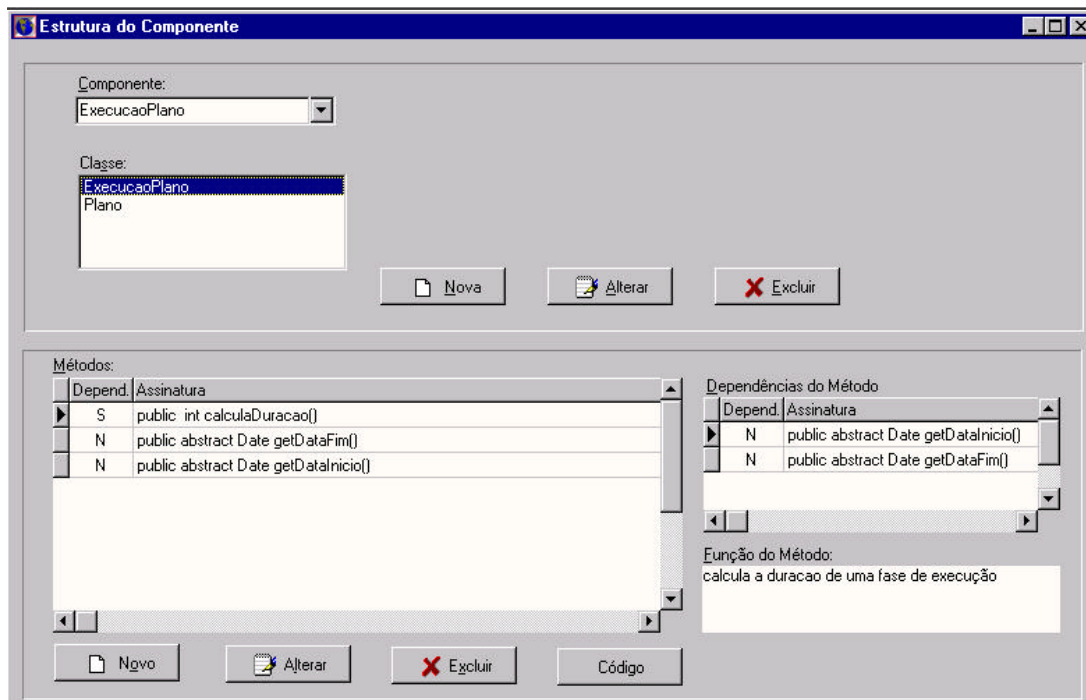 Estrutura do Componente
Componente:
ExecucaoPlano
Classe:
ExecucaoPlano
Plano
Nova
Alterar
Excluir
Métodos:
Depend. Assinatura
S public int calculaDuracao()
N public abstract Date getDataFim()
N public abstract Date getDataInicio()
Dependências do Método
Depend. Assinatura
N public abstract Date getDataInicio()
N public abstract Date getDataFim()
Função do Método:
calcula a duracao de uma fase de execução
Novo
Alterar
Excluir
Código